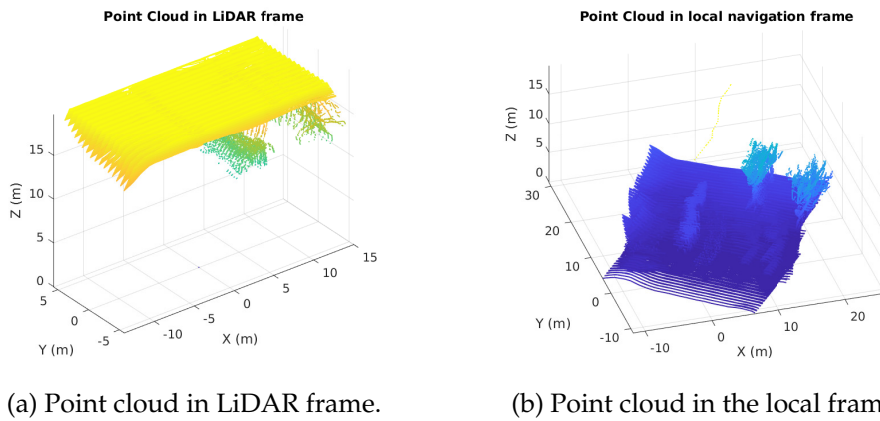 Point Cloud in LiDAR frame
15
10
5
0
Z (m)
5
0
-5
Y (m)
-10
-5
0
5
10
15
X (m)
(a) Point cloud in LiDAR frame.
Point Cloud in local navigation frame
15
10
5
0
Z (m)
30
20
10
0
-10
Y (m)
-10
0
10
20
X (m)
(b) Point cloud in the local fram